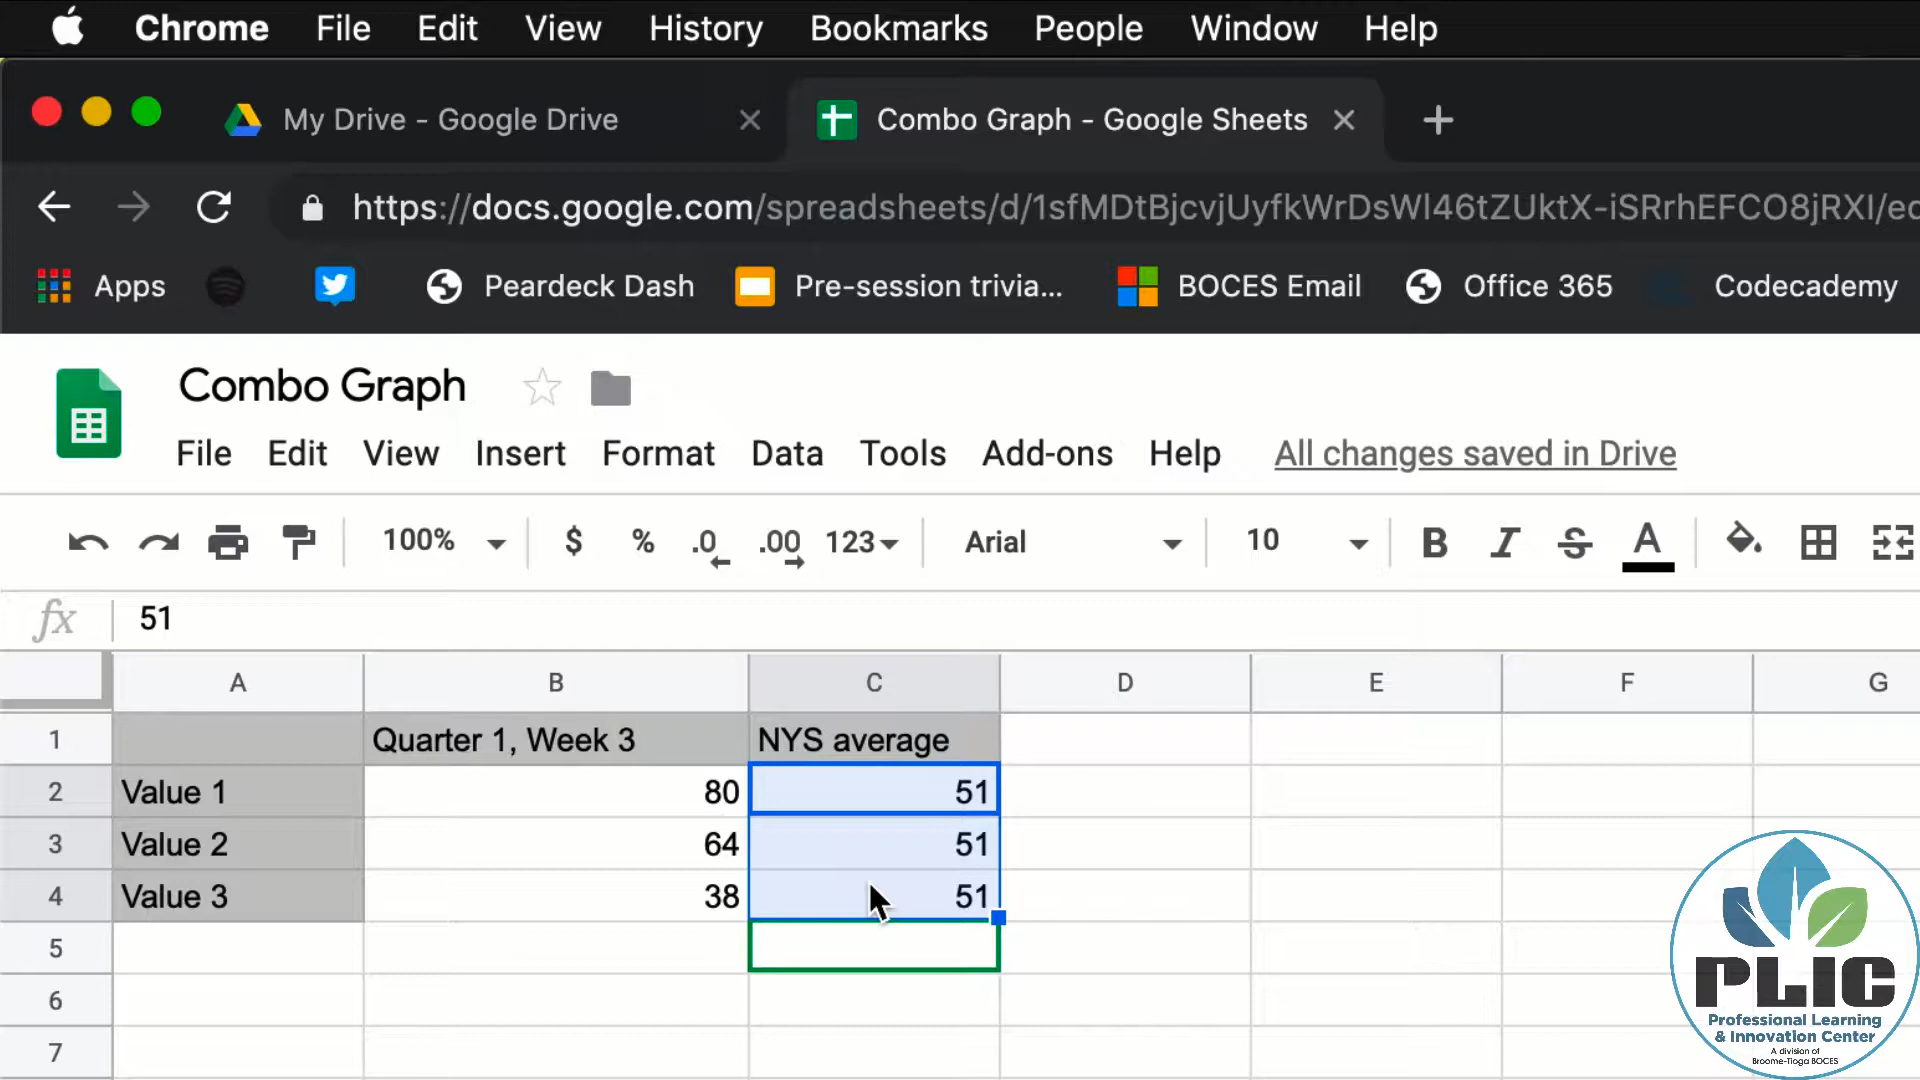 Chrome File Edit View History Bookmarks People Window Help
My Drive - Google Drive
Combo Graph - Google Sheets
https://docs.google.com/spreadsheets/d/1sfMDtBjcvjUyfkWrDsWl46tZUktX-iSRrhEFCO8jRXI/ed
Apps Peardeck Dash Pre-session trivia... BOCES Email Office 365 Codecademy
Combo Graph
File Edit View Insert Format Data Tools Add-ons Help All changes saved in Drive
100% $ % .0 .00 123 Arial 10 B I S A
fx 51
A B C D E F G
1 Quarter 1, Week 3 NYS average
2 Value 1 80 51
3 Value 2 64 51
4 Value 3 38 51
5
6
7
PLIC
Professional Learning
& Innovation Center
A division of
Broome-Tioga BOCES